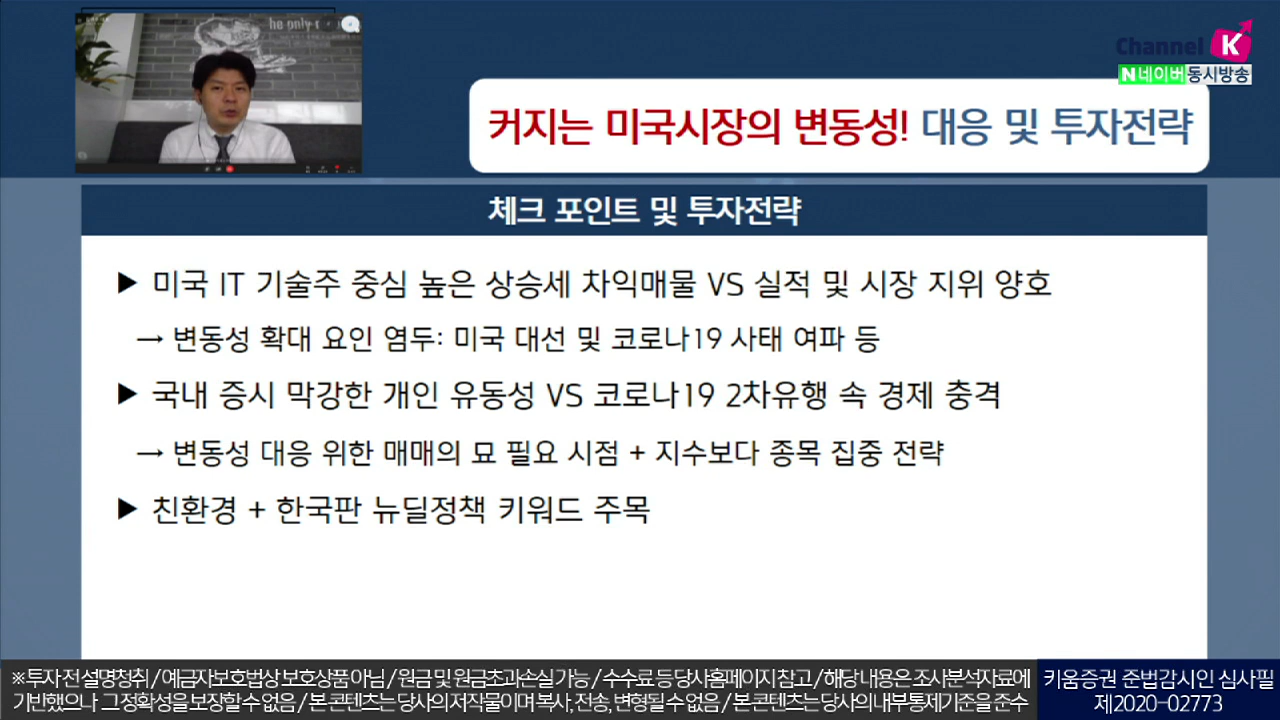 he only
Channel K
N네이버동시방송
커지는 미국시장의 변동성! 대응 및 투자전략
체크 포인트 및 투자전략
▶ 미국 IT 기술주 중심 높은 상승세 차익매물 VS 실적 및 시장 지위 양호
→ 변동성 확대 요인 염두: 미국 대선 및 코로나19 사태 여파 등
▶ 국내 증시 막강한 개인 유동성 VS 코로나19 2차유행 속 경제 충격
→ 변동성 대응 위한 매매의 묘 필요 시점 + 지수보다 종목 집중 전략
▶ 친환경 + 한국판 뉴딜정책 키워드 주목
※투자 전 설명청취 / 예금자보호법상 보호상품 아님 / 원금 및 원금초과손실 가능 / 수수료 등 당사홈페이지 참고 / 해당 내용은 조사분석자료에
기반했으나 그 정확성을 보장할 수 없음 / 본 콘텐츠는 당사의 저작물이며 복사, 전송, 변형될 수 없음 / 본 콘텐츠는 당사의 내부통제기준을 준수
키움증권 준법감시인 심사필
제2020-02773